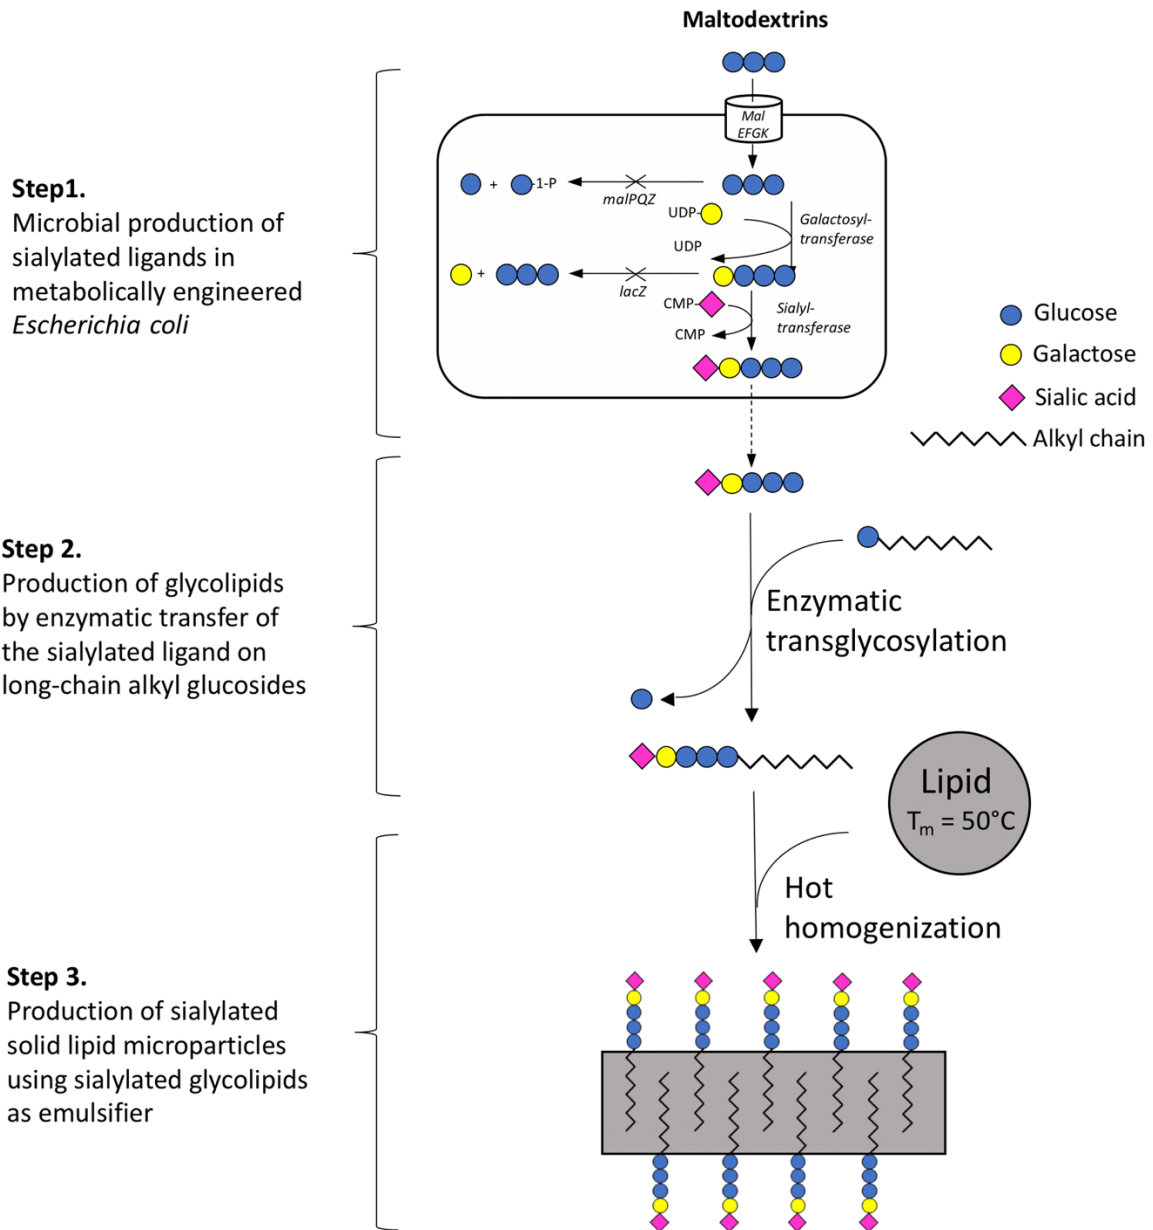 Maltodextrins
Mal
EFGK
Step1.
Microbial production of
sialylated ligands in
metabolically engineered
Escherichia coli
+
-1-P
malPQZ
UDP-
Galactosyl-
transferase
UDP
+
lacZ
CMP-
Sialyl-
transferase
CMP
Glucose
Galactose
Sialic acid
Alkyl chain
Step 2.
Production of glycolipids
by enzymatic transfer of
the sialylated ligand on
long-chain alkyl glucosides
Enzymatic
transglycosylation
Lipid
Tm = 50°C
Hot
homogenization
Step 3.
Production of sialylated
solid lipid microparticles
using sialylated glycolipids
as emulsifier